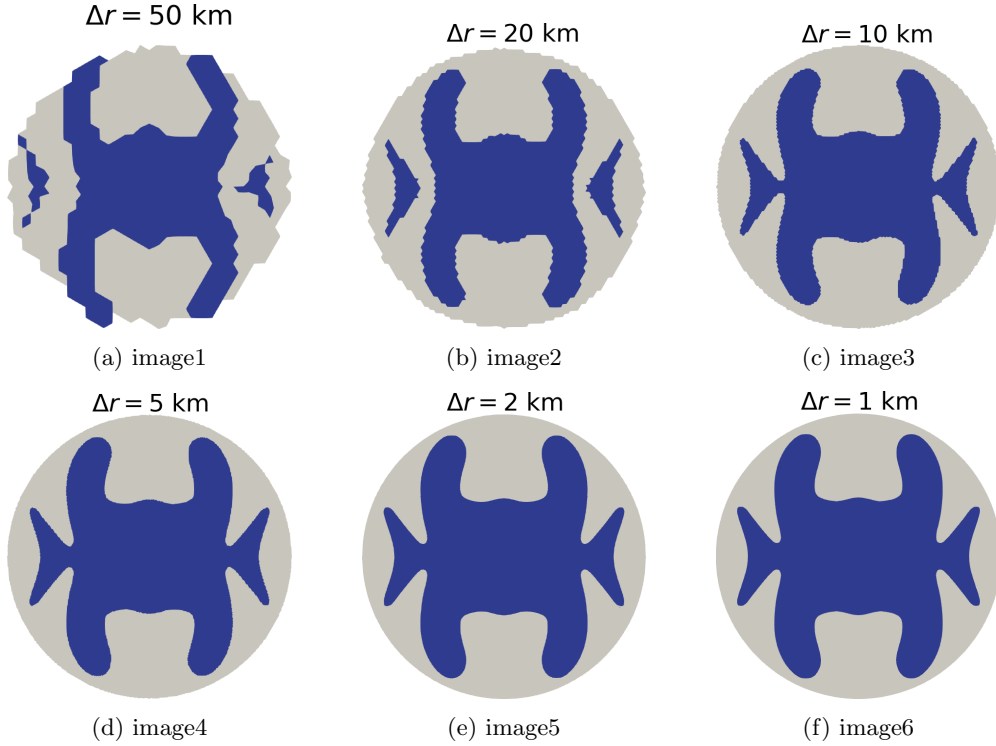 Δr = 50 km
Δr = 20 km
Δr = 10 km
(a) image1
(b) image2
(c) image3
Δr = 5 km
Δr = 2 km
Δr = 1 km
(d) image4
(e) image5
(f) image6